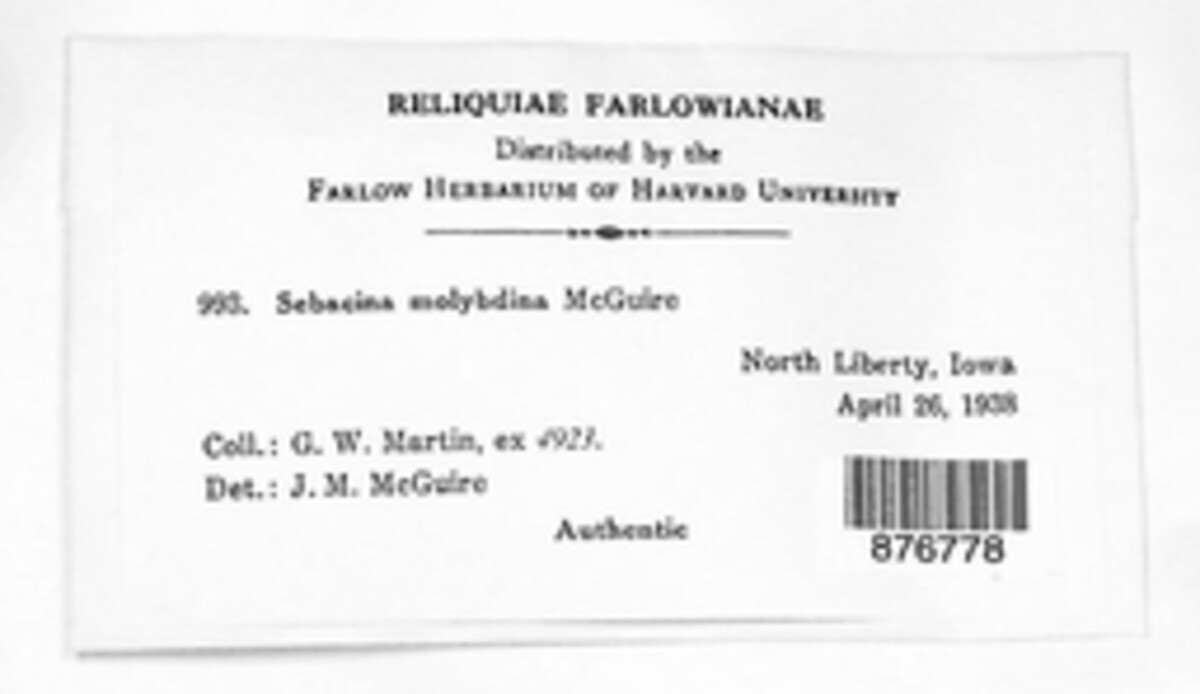 RELIQUIAE FARLOWIANAE
Distributed by the
FARLOW HERBARIUM OF HARVARD UNIVERSITY
993. Sebacina molybdina McGuire
North Liberty, Iowa
April 26, 1938
Coll.: G. W. Martin, ex 4923.
Det.: J. M. McGuire
Authentic
876778